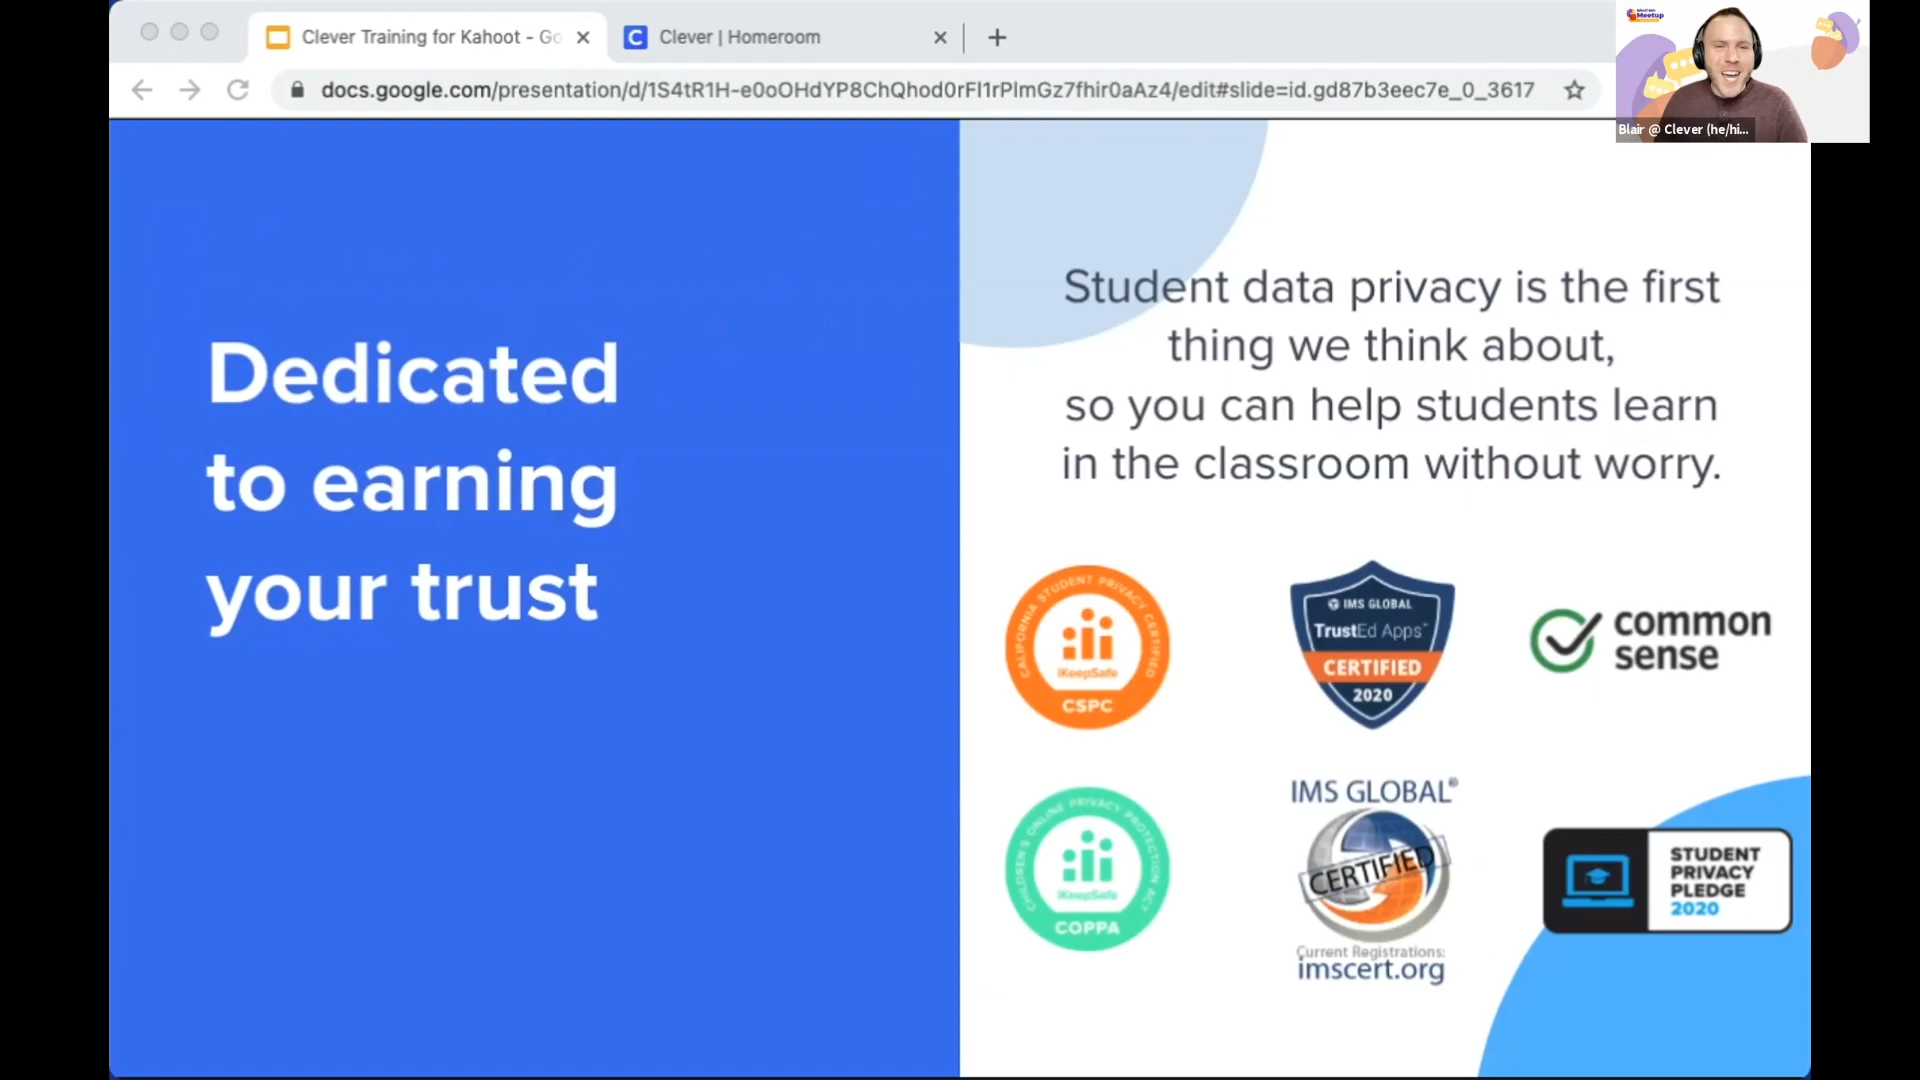 Clever Training for Kahoot - Go
Clever | Homeroom
docs.google.com/presentation/d/1S4tR1H-e0oOHdYP8ChQhod0rFl1rPlmGz7fhir0aAz4/edit#slide=id.gd87b3eec7e_0_3617
Meetup
Blair @ Clever (he/hi...
Dedicated
to earning
your trust
Student data privacy is the first
thing we think about,
so you can help students learn
in the classroom without worry.
CALIFORNIA STUDENT PRIVACY CERTIFIED
iKeepSafe
CSPC
IMS GLOBAL
TrustEd Apps™
CERTIFIED
2020
common
sense
CHILDREN'S ONLINE PRIVACY PROTECTION ACT
iKeepSafe
COPPA
IMS GLOBAL®
CERTIFIED
Current Registrations:
imscert.org
STUDENT
PRIVACY
PLEDGE
2020